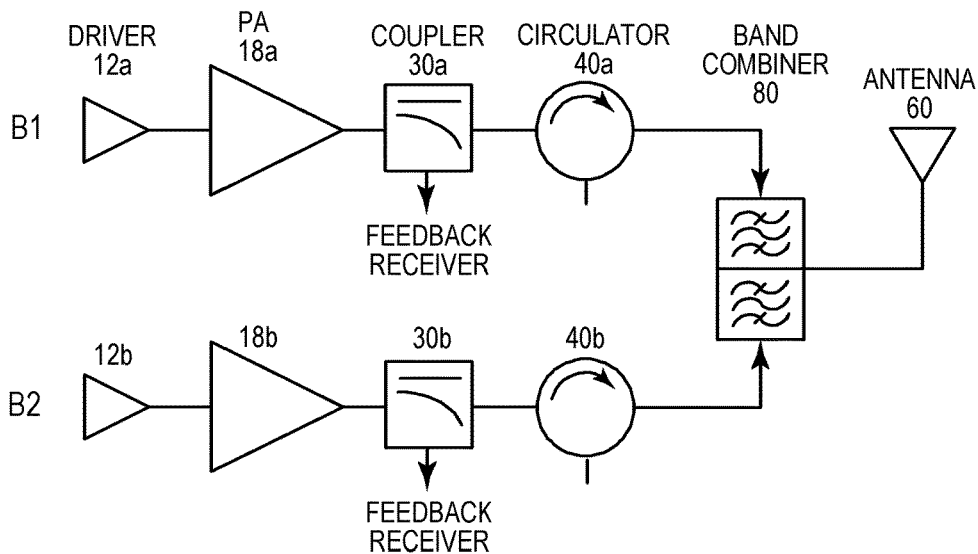 DRIVER
12a
PA
18a
COUPLER
30a
CIRCULATOR
40a
BAND
COMBINER
80
ANTENNA
60
B1
FEEDBACK
RECEIVER
12b
18b
30b
40b
B2
FEEDBACK
RECEIVER